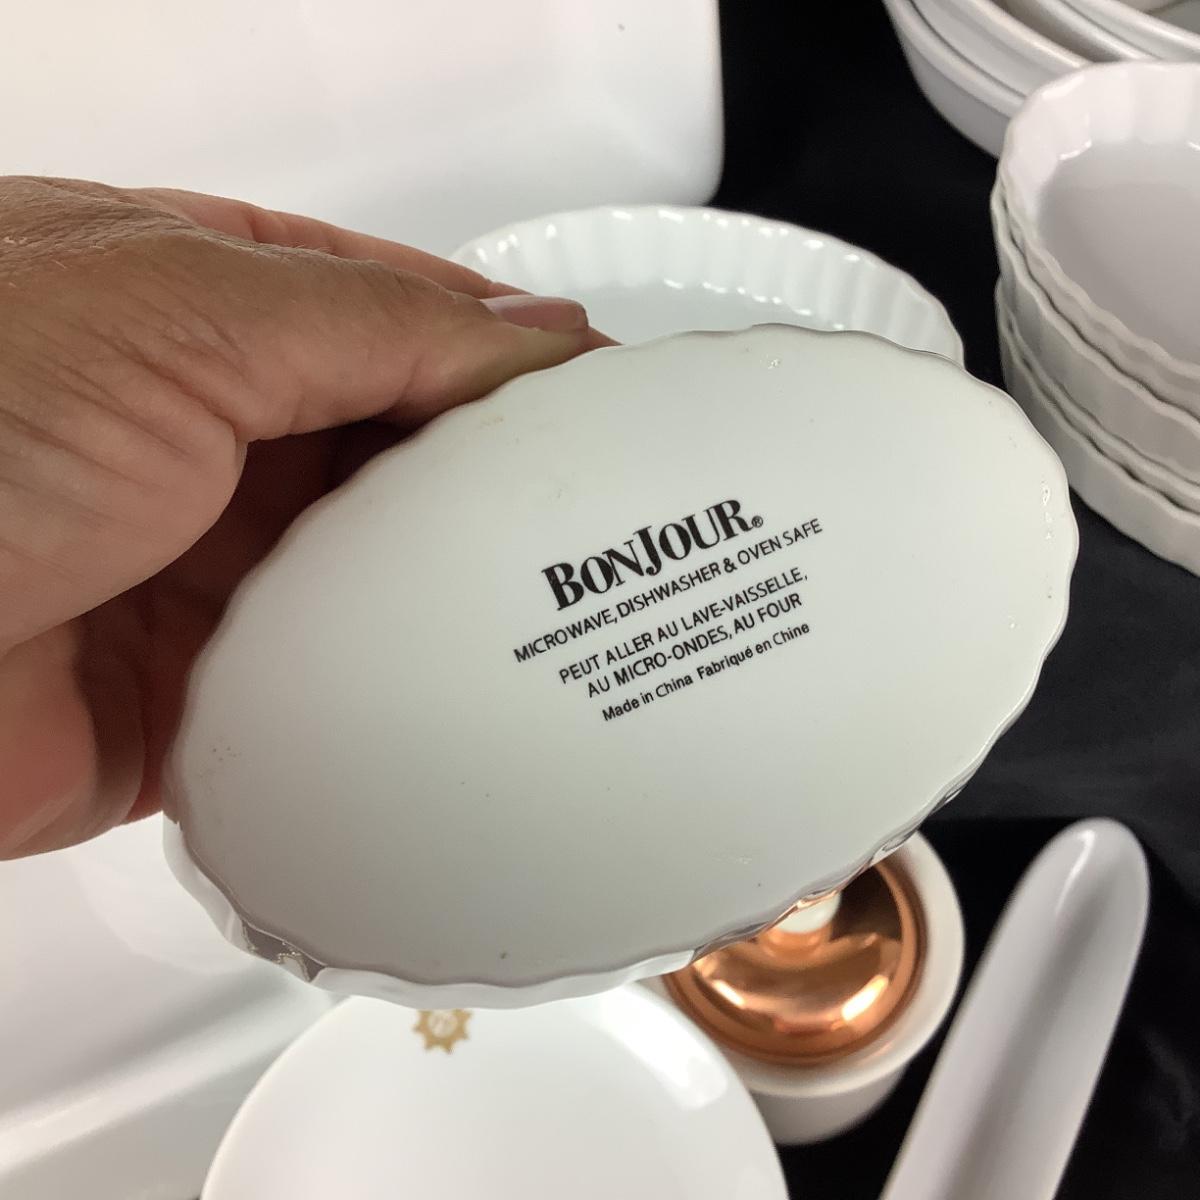 BONJOUR®
MICROWAVE, DISHWASHER & OVEN SAFE
PEUT ALLER AU LAVE-VAISSELLE,
AU MICRO-ONDES, AU FOUR
Made in China Fabriqué en Chine